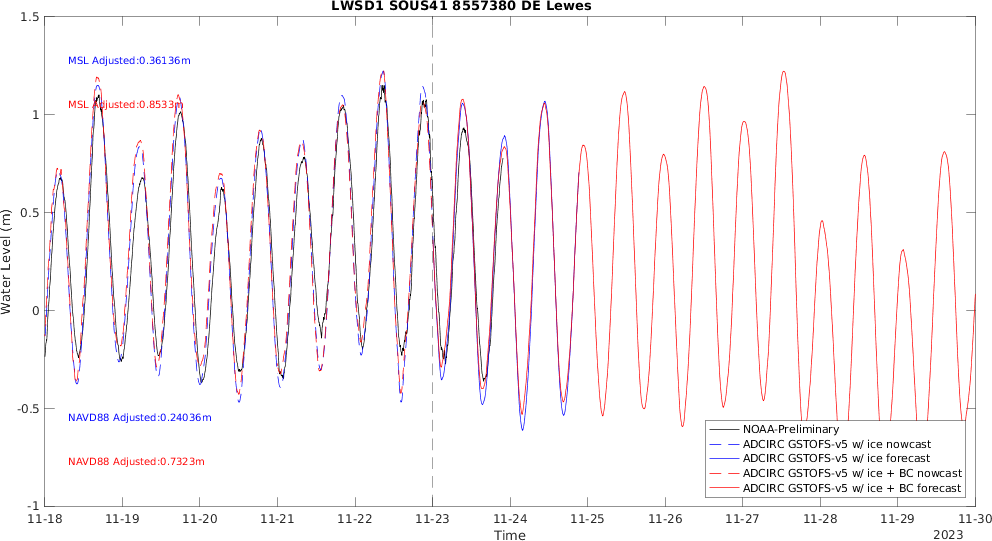 LWSD1 SOUS41 8557380 DE Lewes
1.5
1
0.5
0
-0.5
-1
Water Level (m)
MSL Adjusted:0.36136m
MSL Adjusted:0.8533m
NAVD88 Adjusted:0.24036m
NAVD88 Adjusted:0.7323m
NOAA-Preliminary
ADCIRC GSTOFS-v5 w/ ice nowcast
ADCIRC GSTOFS-v5 w/ ice forecast
ADCIRC GSTOFS-v5 w/ ice + BC nowcast
ADCIRC GSTOFS-v5 w/ ice + BC forecast
11-18 11-19 11-20 11-21 11-22 11-23 11-24 11-25 11-26 11-27 11-28 11-29 11-30
Time
2023